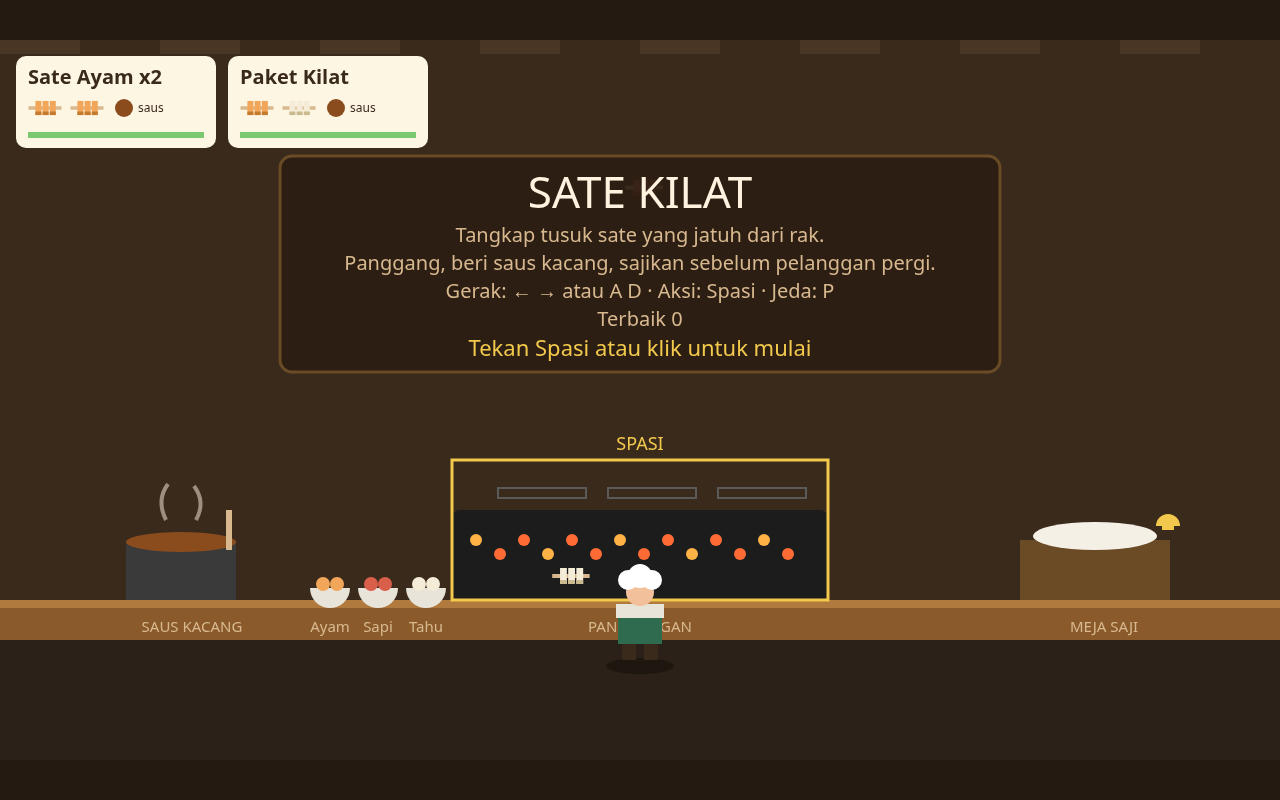 Sate Ayam x2
saus
Paket Kilat
saus
SATE KILAT
Tangkap tusuk sate yang jatuh dari rak.
Panggang, beri saus kacang, sajikan sebelum pelanggan pergi.
Gerak: ← → atau A D · Aksi: Spasi · Jeda: P
Terbaik 0
Tekan Spasi atau klik untuk mulai
SPASI
SAUS KACANG
Ayam
Sapi
Tahu
MEJA SAJI